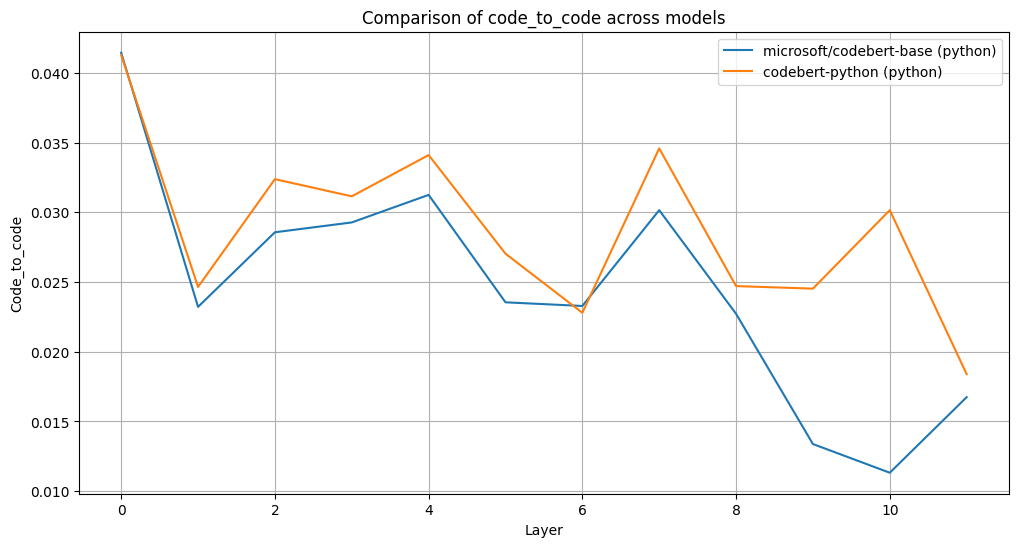 Comparison of code_to_code across models
microsoft/codebert-base (python)
codebert-python (python)
Code_to_code
0.040
0.035
0.030
0.025
0.020
0.015
0.010
0 2 4 6 8 10
Layer